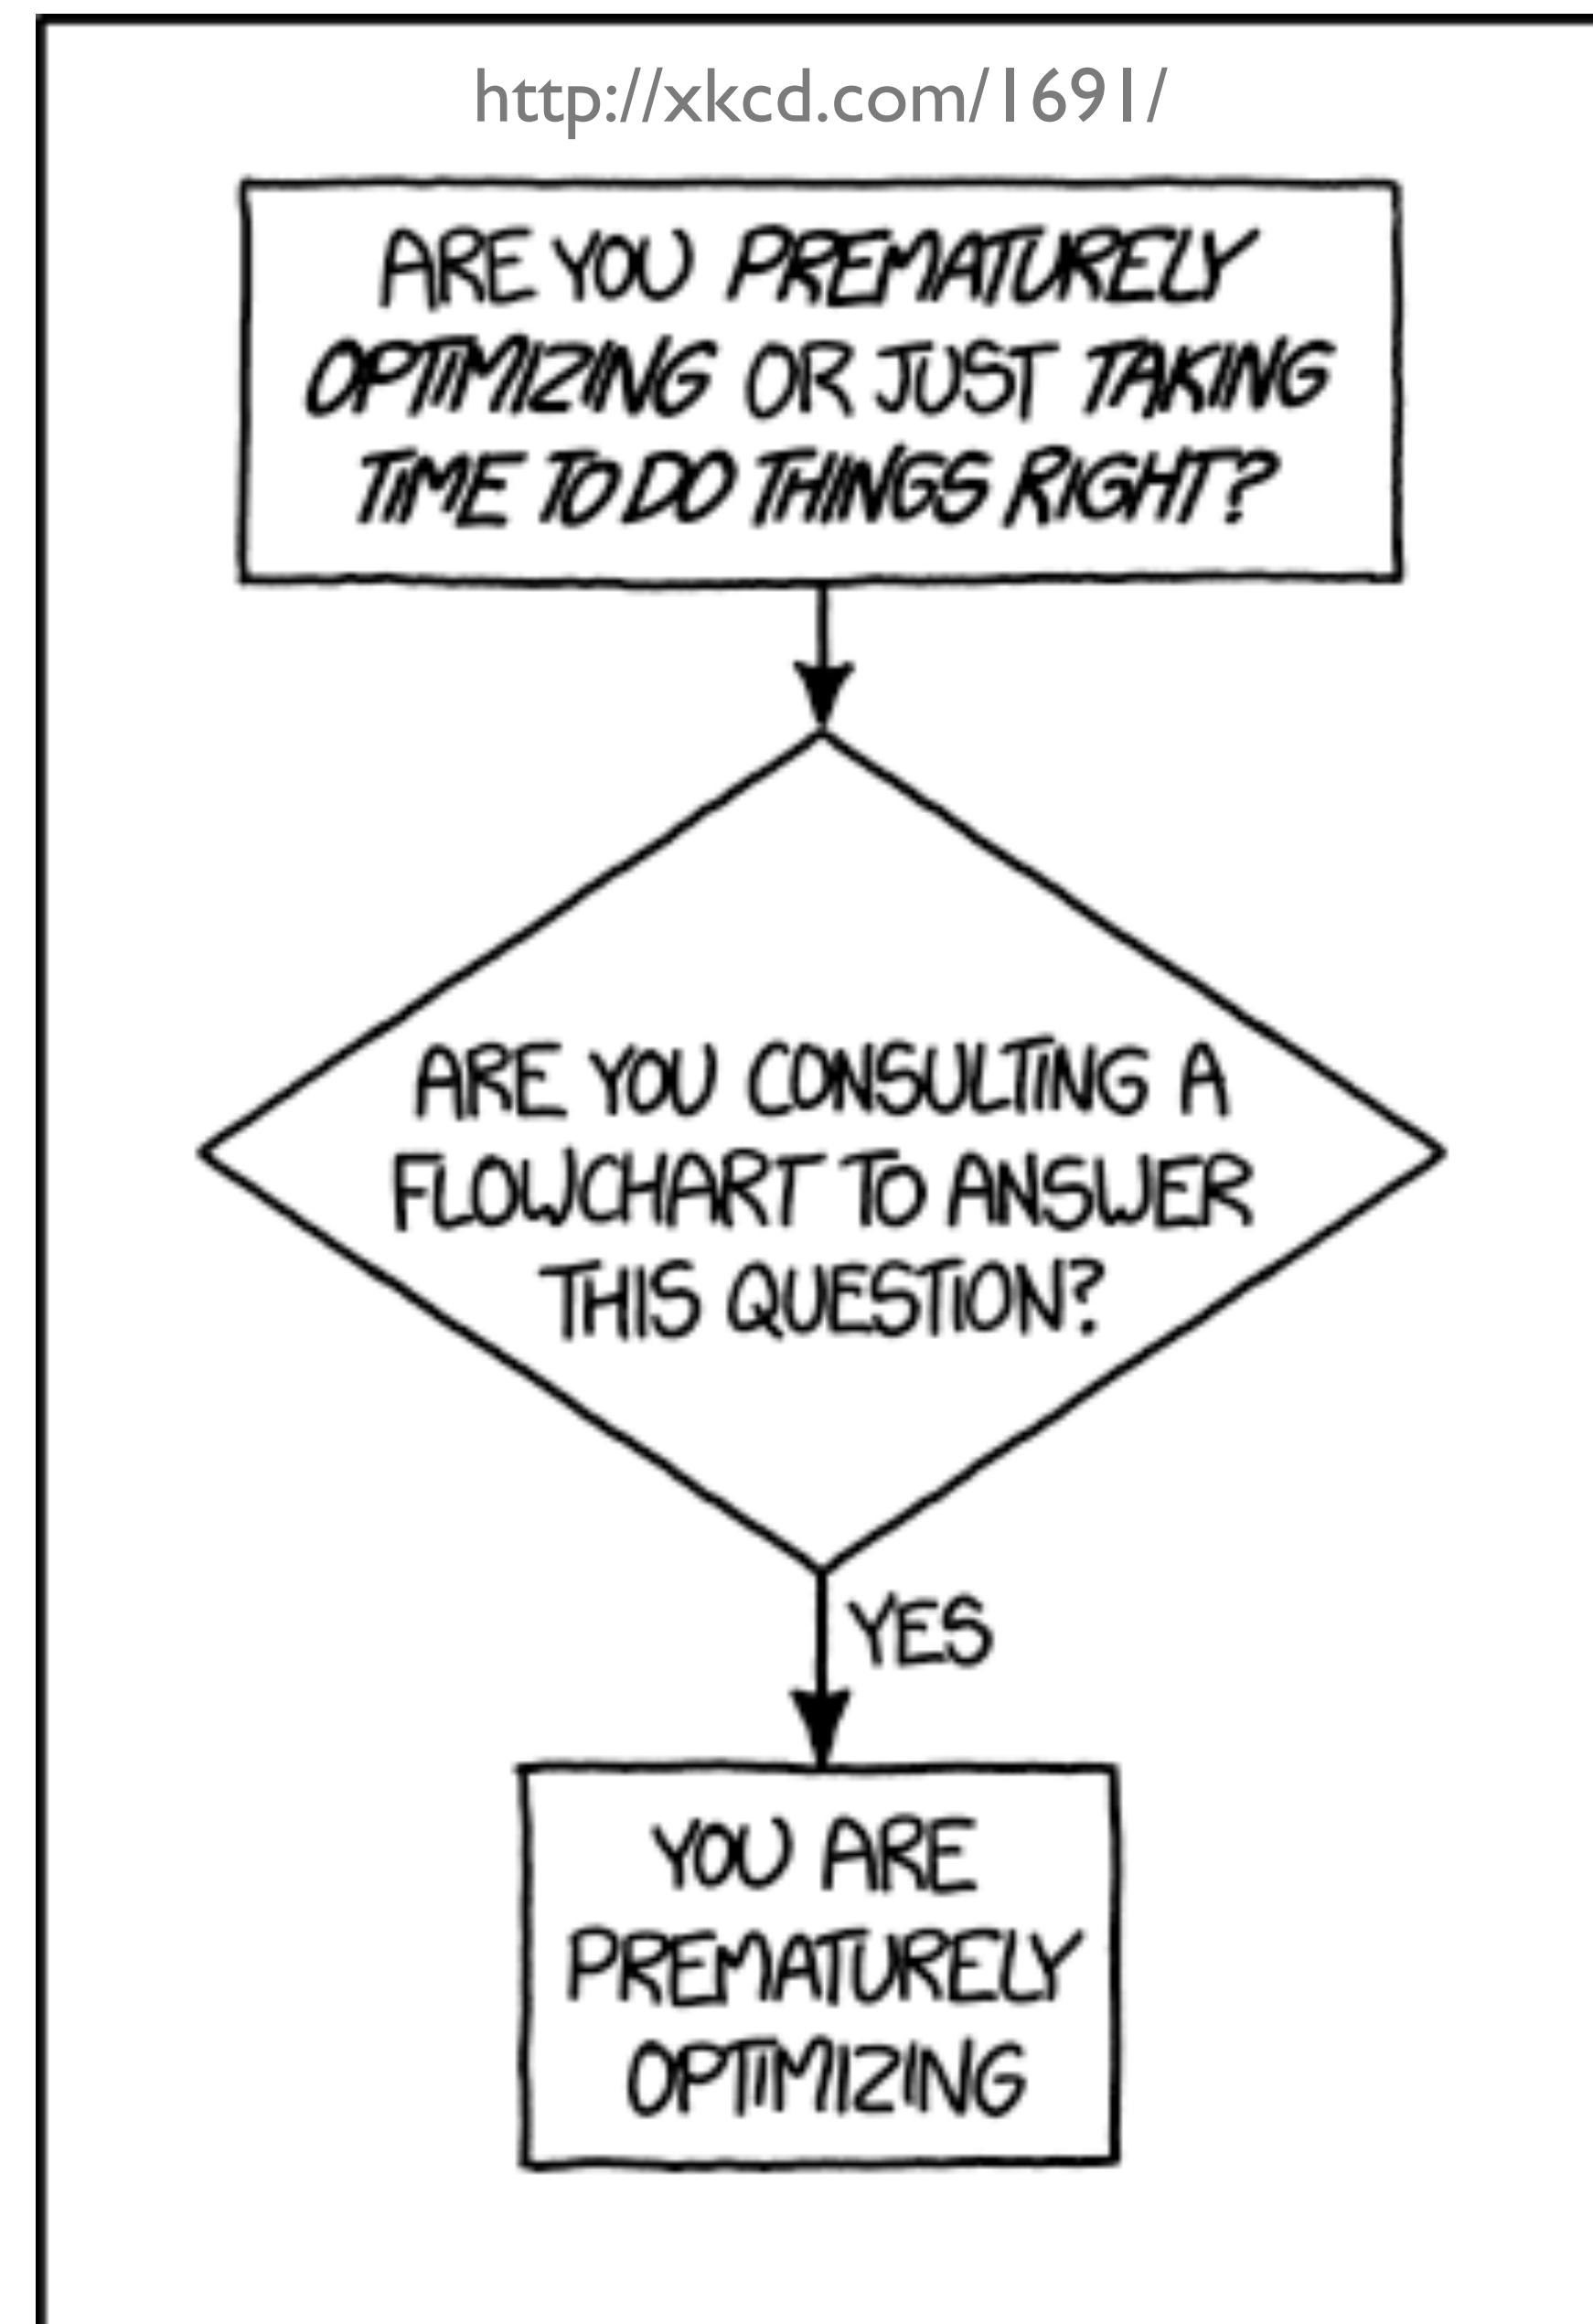 http://xkcd.com/1691/
ARE YOU PREMATURELY
OPTIMIZING OR JUST TAKING
TIME TO DO THINGS RIGHT?
ARE YOU CONSULTING A
FLOWCHART TO ANSWER
THIS QUESTION?
YES
YOU ARE
PREMATURELY
OPTIMIZING